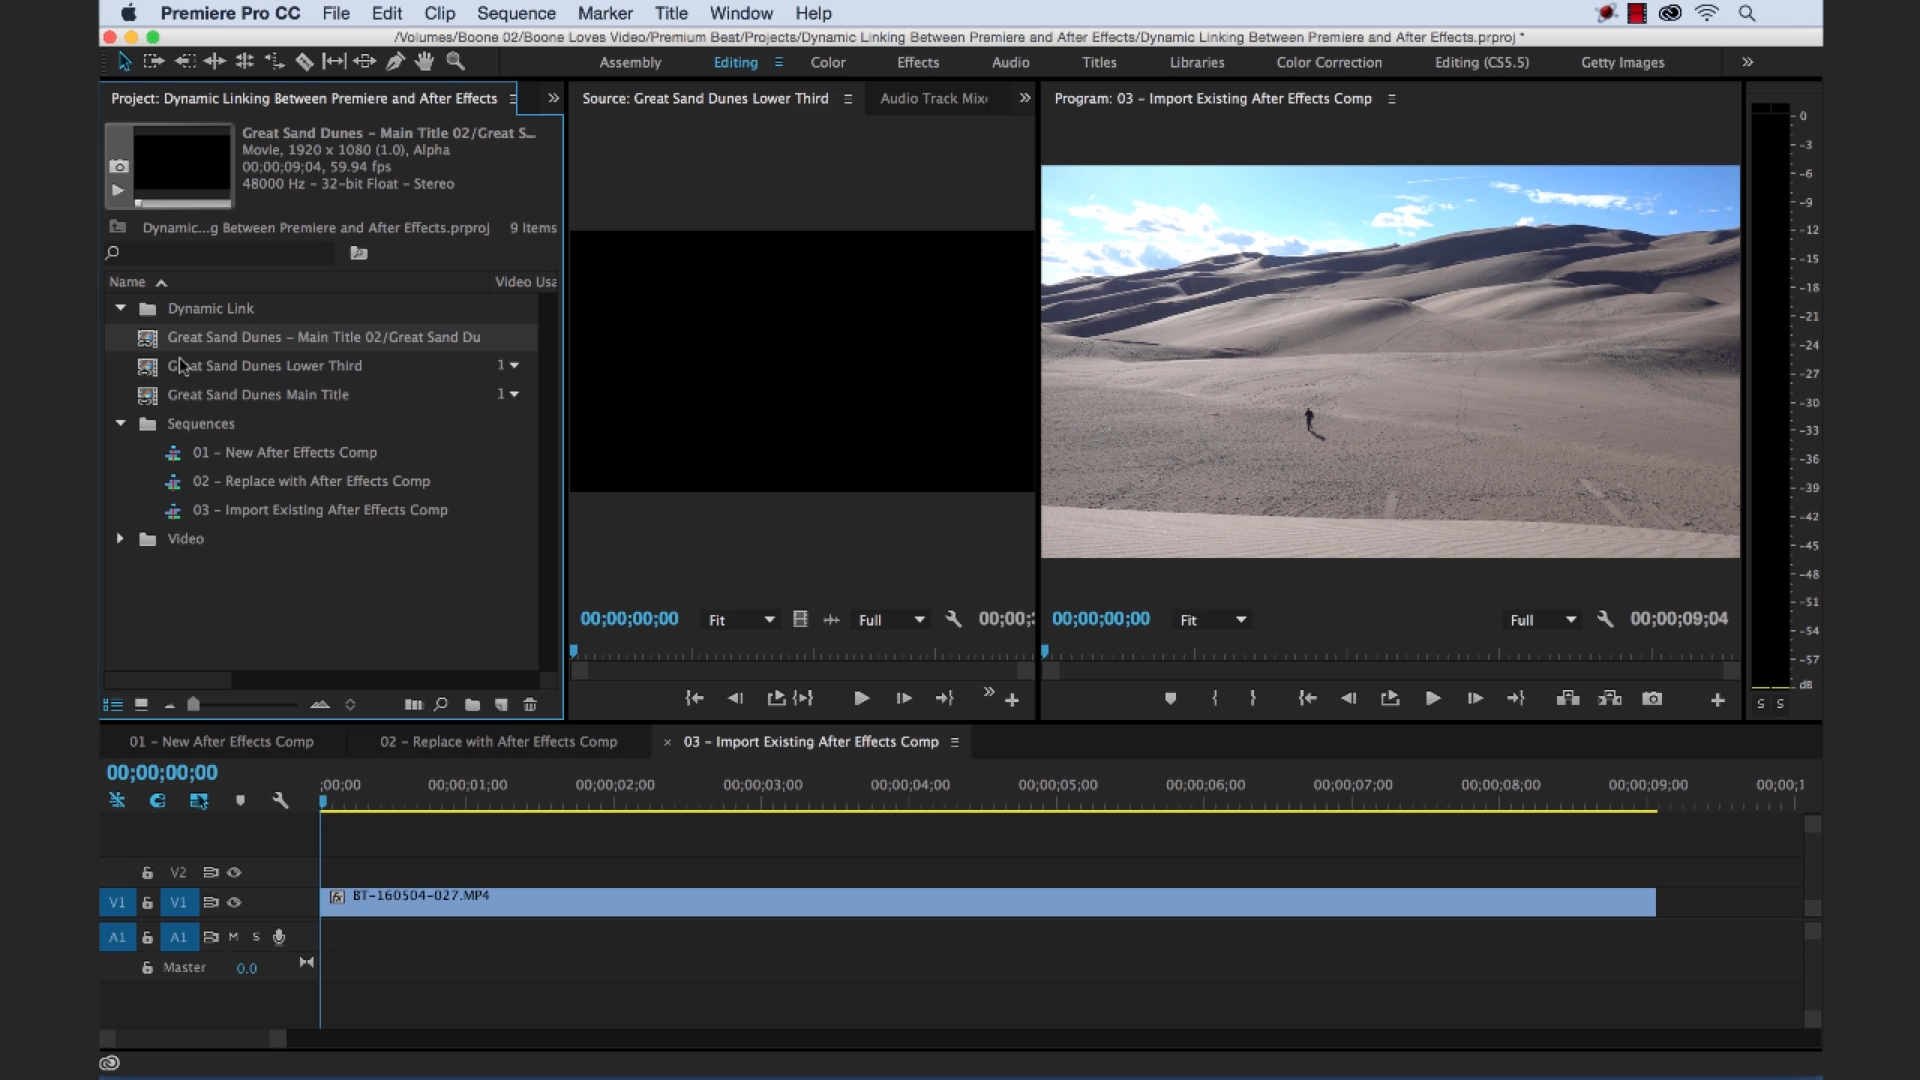 Premiere Pro CC File Edit Clip Sequence Marker Title Window Help
/Volumes/Boone 02/Boone Loves Video/Premium Beat/Projects/Dynamic Linking Between Premiere and After Effects/Dynamic Linking Between Premiere and After Effects.prproj *
Assembly Editing Color Effects Audio Titles Libraries Color Correction Editing (CS5.5) Getty Images
Project: Dynamic Linking Between Premiere and After Effects
Source: Great Sand Dunes Lower Third Audio Track Mix
Program: 03 – Import Existing After Effects Comp
Great Sand Dunes – Main Title 02/Great S...
Movie, 1920 x 1080 (1.0), Alpha
00;00;09;04, 59.94 fps
48000 Hz – 32-bit Float – Stereo
Dynamic...g Between Premiere and After Effects.prproj 9 Items
Name Video Usa
Dynamic Link
Great Sand Dunes – Main Title 02/Great Sand Du
Great Sand Dunes Lower Third 1
Great Sand Dunes Main Title 1
Sequences
01 – New After Effects Comp
02 – Replace with After Effects Comp
03 – Import Existing After Effects Comp
Video
00;00;00;00 Fit Full 00;00;
00;00;00;00 Fit Full 00;00;09;04
0
-3
-6
-9
-12
-15
-18
-21
-24
-27
-30
-33
-36
-39
-42
-45
-48
-51
-54
-57
dB
S S
01 – New After Effects Comp 02 – Replace with After Effects Comp × 03 – Import Existing After Effects Comp
00;00;00;00
;00;00 00;00;01;00 00;00;02;00 00;00;03;00 00;00;04;00 00;00;05;00 00;00;06;00 00;00;07;00 00;00;08;00 00;00;09;00 00;00;1
V2
V1 V1 fx BT-160504-027.MP4
A1 A1 M S
Master 0.0